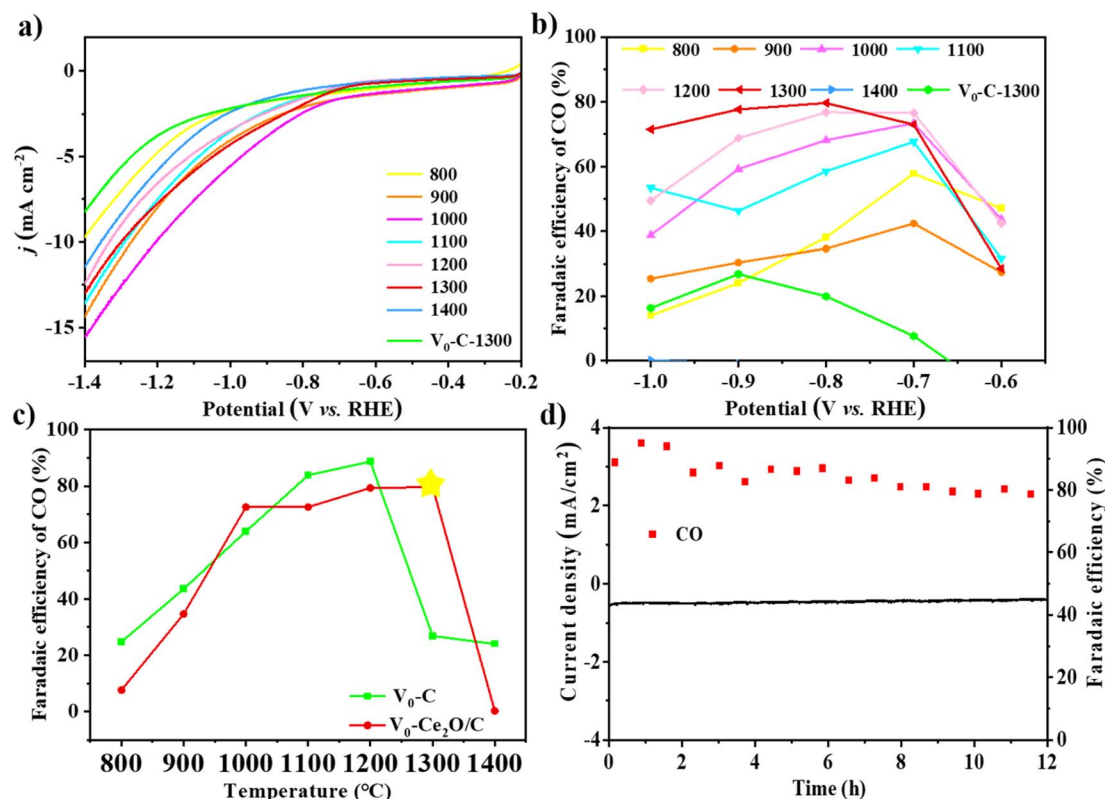 a)
j (mA cm⁻²)
0
-5
-10
-15
800
900
1000
1100
1200
1300
1400
V₀-C-1300
-1.4 -1.2 -1.0 -0.8 -0.6 -0.4 -0.2
Potential (V vs. RHE)
b)
Faradaic efficiency of CO (%)
100
80
60
40
20
0
800 900 1000 1100
1200 1300 1400 V₀-C-1300
-1.0 -0.9 -0.8 -0.7 -0.6
Potential (V vs. RHE)
c)
Faradaic efficiency of CO (%)
100
80
60
40
20
0
V₀-C
V₀-Ce₂O/C
800 900 1000 1100 1200 1300 1400
Temperature (°C)
d)
Current density (mA/cm²)
4
2
0
-2
-4
CO
100
80
60
40
20
0
Faradaic efficiency (%)
0 2 4 6 8 10 12
Time (h)